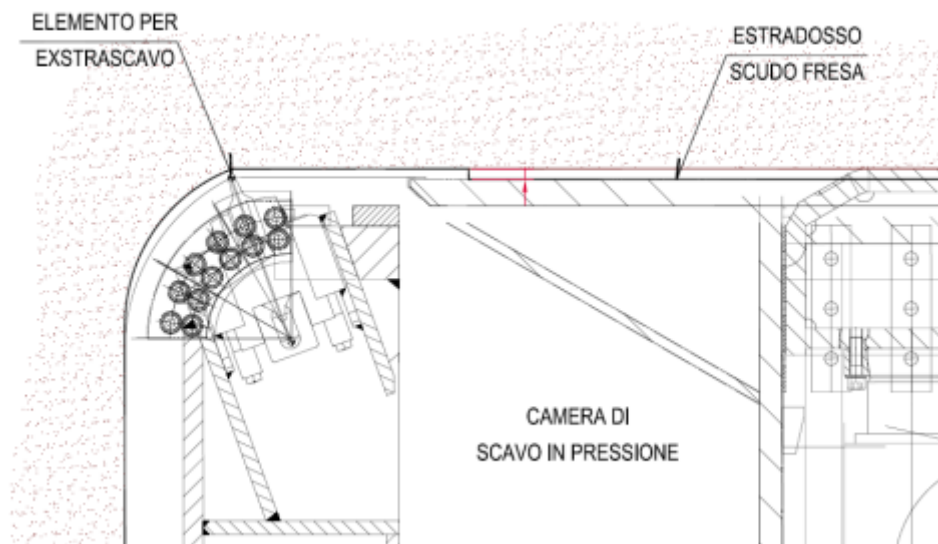 ELEMENTO PER
EXSTRASCAVO
ESTRADOSSO
SCUDO FRESA
CAMERA DI
SCAVO IN PRESSIONE